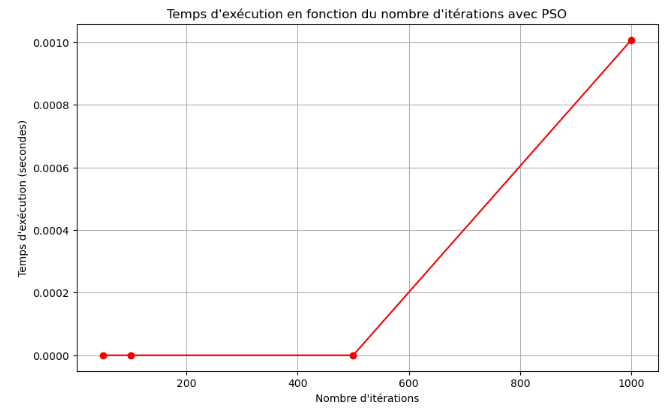 Temps d'exécution en fonction du nombre d'itérations avec PSO
0.0010
0.0008
0.0006
0.0004
0.0002
0.0000
Temps d'exécution (secondes)
200 400 600 800 1000
Nombre d'itérations